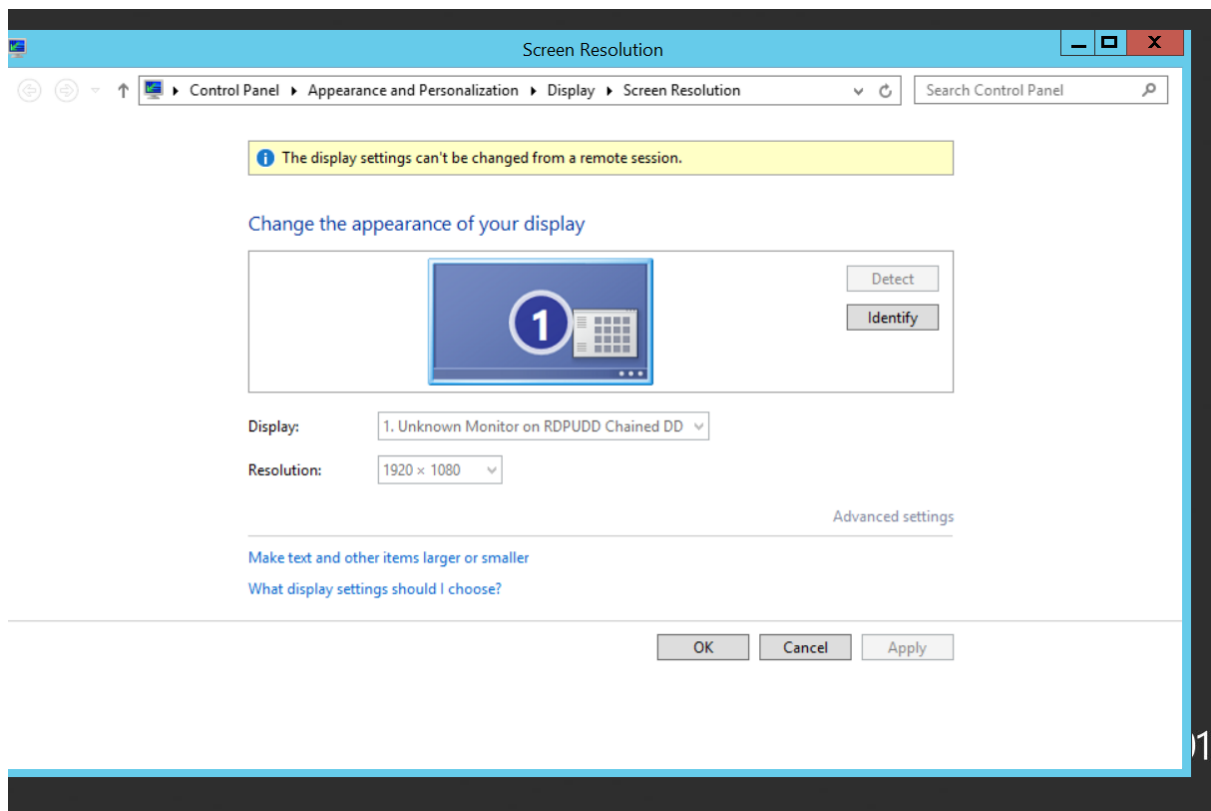 Screen Resolution
Control Panel Appearance and Personalization Display Screen Resolution
Search Control Panel
The display settings can't be changed from a remote session.
Change the appearance of your display
1
Detect
Identify
Display: 1. Unknown Monitor on RDPUDD Chained DD
Resolution: 1920 × 1080
Advanced settings
Make text and other items larger or smaller
What display settings should I choose?
OK Cancel Apply